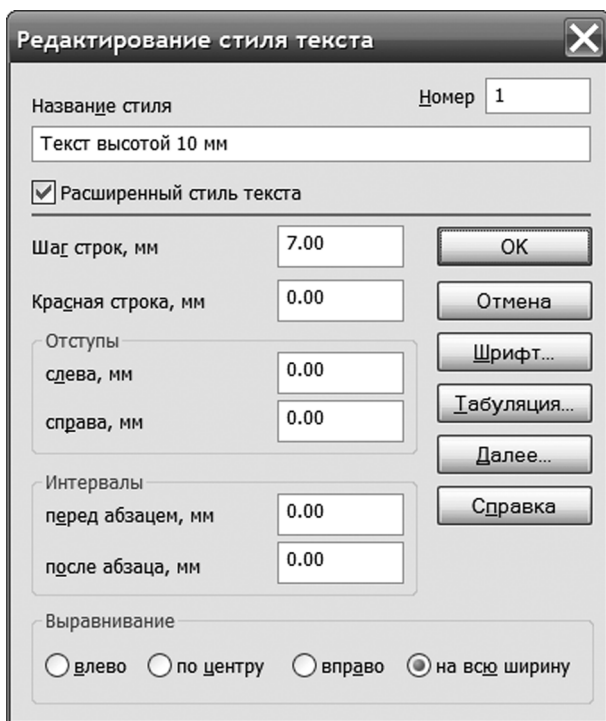 Редактирование стиля текста
Название стиля Номер 1
Текст высотой 10 мм
Расширенный стиль текста
Шаг строк, мм 7.00 OK
Красная строка, мм 0.00 Отмена
Отступы Шрифт...
слева, мм 0.00
справа, мм 0.00 Табуляция...
Далее...
Интервалы
перед абзацем, мм 0.00 Справка
после абзаца, мм 0.00
Выравнивание
влево по центру вправо на всю ширину